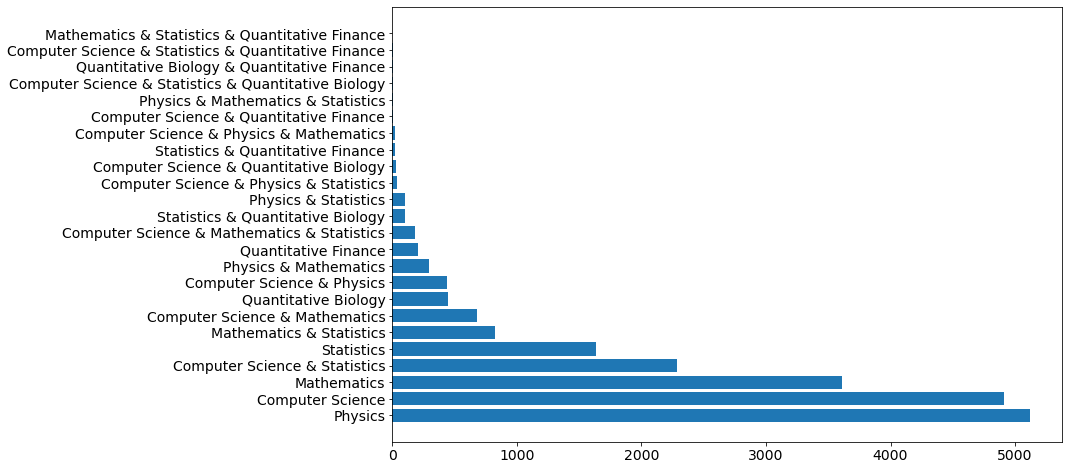 Mathematics & Statistics & Quantitative Finance
Computer Science & Statistics & Quantitative Finance
Quantitative Biology & Quantitative Finance
Computer Science & Statistics & Quantitative Biology
Physics & Mathematics & Statistics
Computer Science & Quantitative Finance
Computer Science & Physics & Mathematics
Statistics & Quantitative Finance
Computer Science & Quantitative Biology
Computer Science & Physics & Statistics
Physics & Statistics
Statistics & Quantitative Biology
Computer Science & Mathematics & Statistics
Quantitative Finance
Physics & Mathematics
Computer Science & Physics
Quantitative Biology
Computer Science & Mathematics
Mathematics & Statistics
Statistics
Computer Science & Statistics
Mathematics
Computer Science
Physics
0 1000 2000 3000 4000 5000